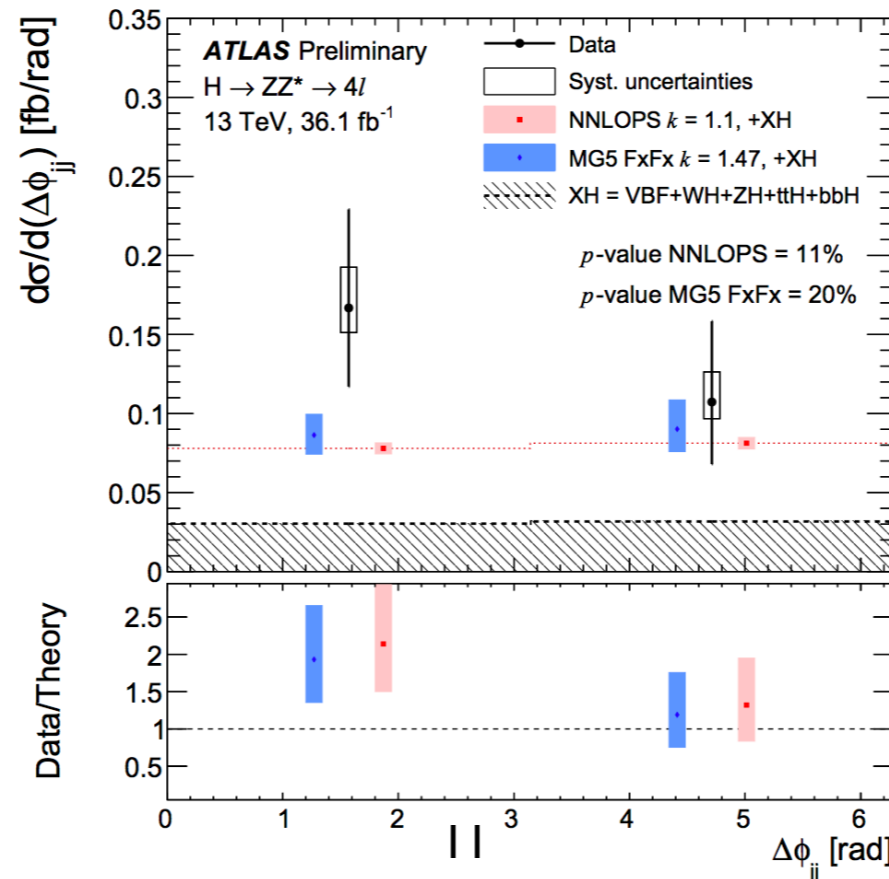 dσ/d(Δϕjj) [fb/rad]
0.35
0.3
0.25
0.2
0.15
0.1
0.05
0
ATLAS Preliminary
H → ZZ* → 4l
13 TeV, 36.1 fb⁻¹
Data
Syst. uncertainties
NNLOPS k = 1.1, +XH
MG5 FxFx k = 1.47, +XH
XH = VBF+WH+ZH+ttH+bbH
p-value NNLOPS = 11%
p-value MG5 FxFx = 20%
Data/Theory
2.5
2
1.5
1
0.5
0 1 2 3 4 5 6
Δϕjj [rad]